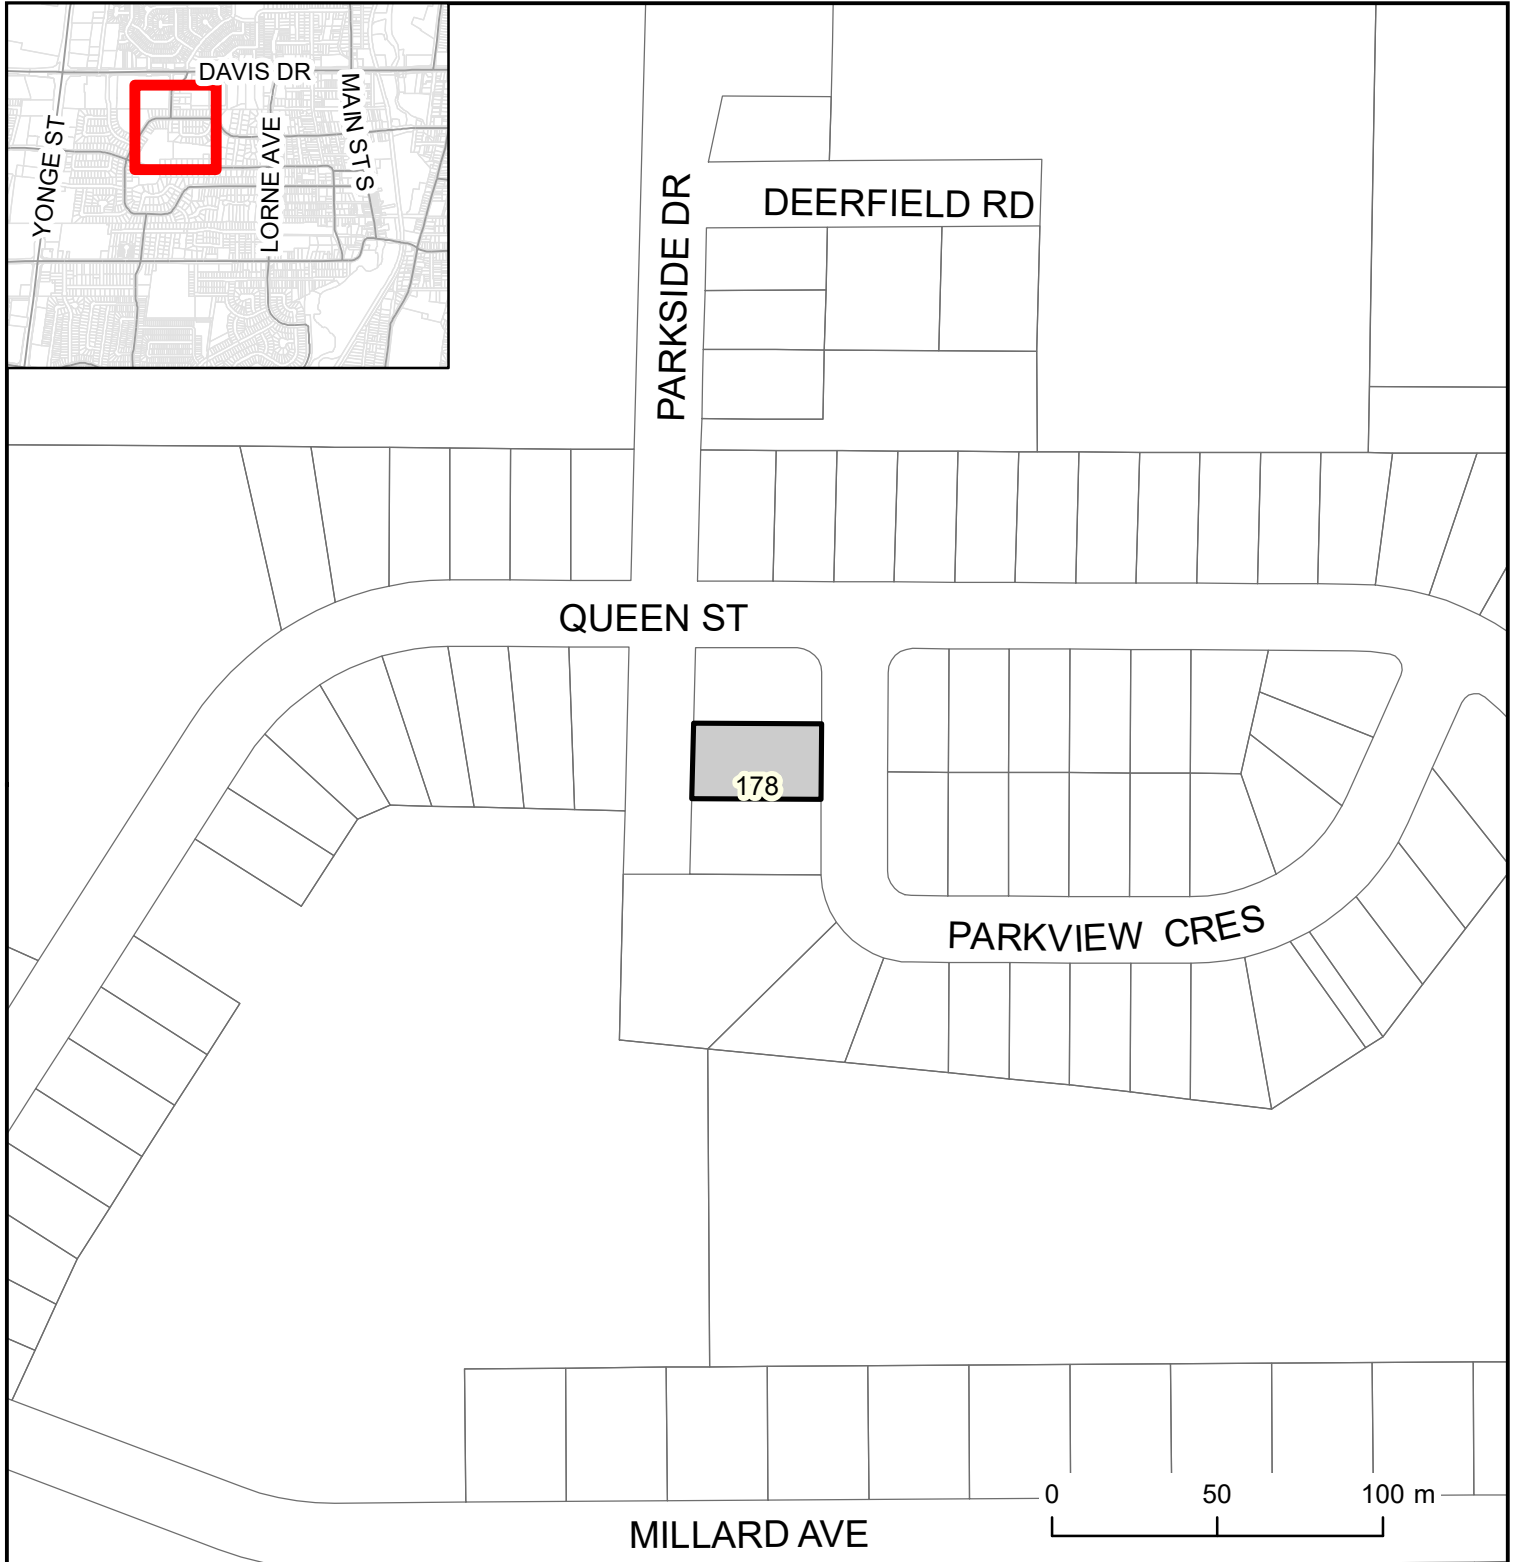 DAVIS DR
YONGE ST
LORNE AVE
MAIN ST S
PARKSIDE DR
DEERFIELD RD
QUEEN ST
178
PARKVIEW CRES
0 50 100 m
MILLARD AVE